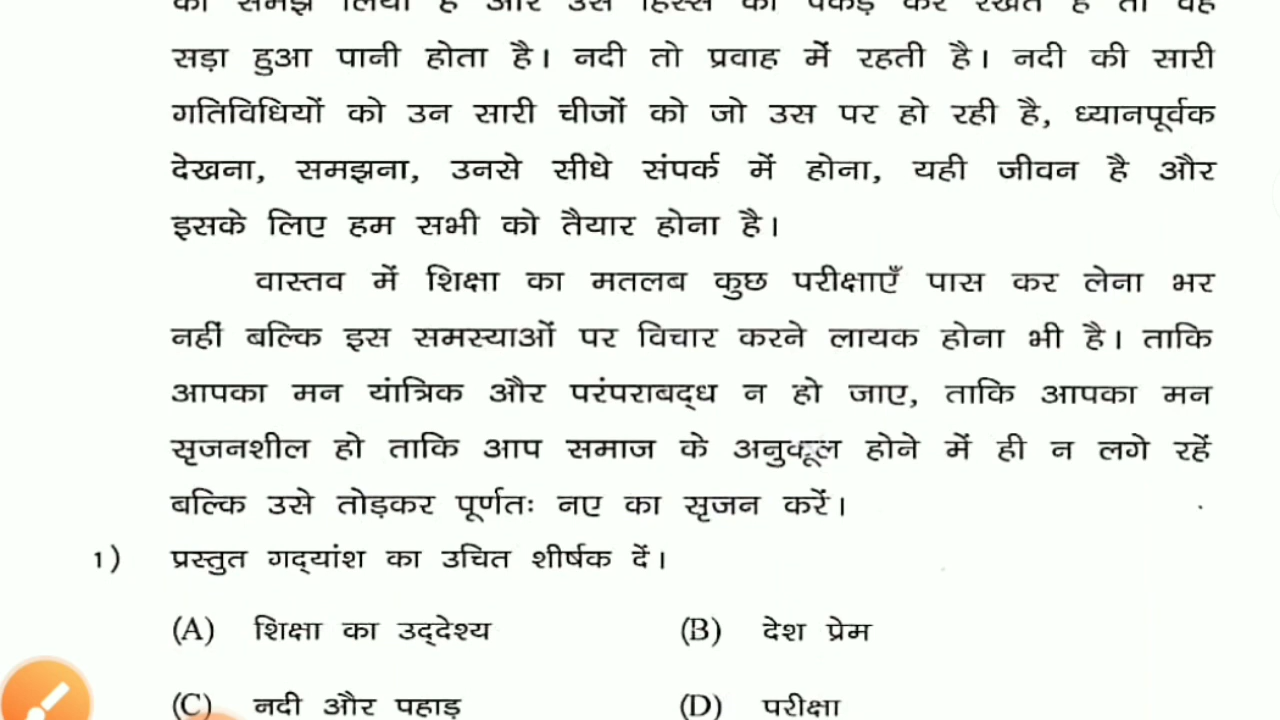 सड़ा हुआ पानी होता है। नदी तो प्रवाह में रहती है। नदी की सारी
गतिविधियों को उन सारी चीजों को जो उस पर हो रही है, ध्यानपूर्वक
देखना, समझना, उनसे सीधे संपर्क में होना, यही जीवन है और
इसके लिए हम सभी को तैयार होना है।
वास्तव में शिक्षा का मतलब कुछ परीक्षाएँ पास कर लेना भर
नहीं बल्कि इस समस्याओं पर विचार करने लायक होना भी है। ताकि
आपका मन यांत्रिक और परंपराबद्ध न हो जाए, ताकि आपका मन
सृजनशील हो ताकि आप समाज के अनुकूल होने में ही न लगे रहें
बल्कि उसे तोड़कर पूर्णतः नए का सृजन करें।
1) प्रस्तुत गद्यांश का उचित शीर्षक दें।
(A) शिक्षा का उद्देश्य (B) देश प्रेम
(C) नदी और पहाड़ (D) परीक्षा